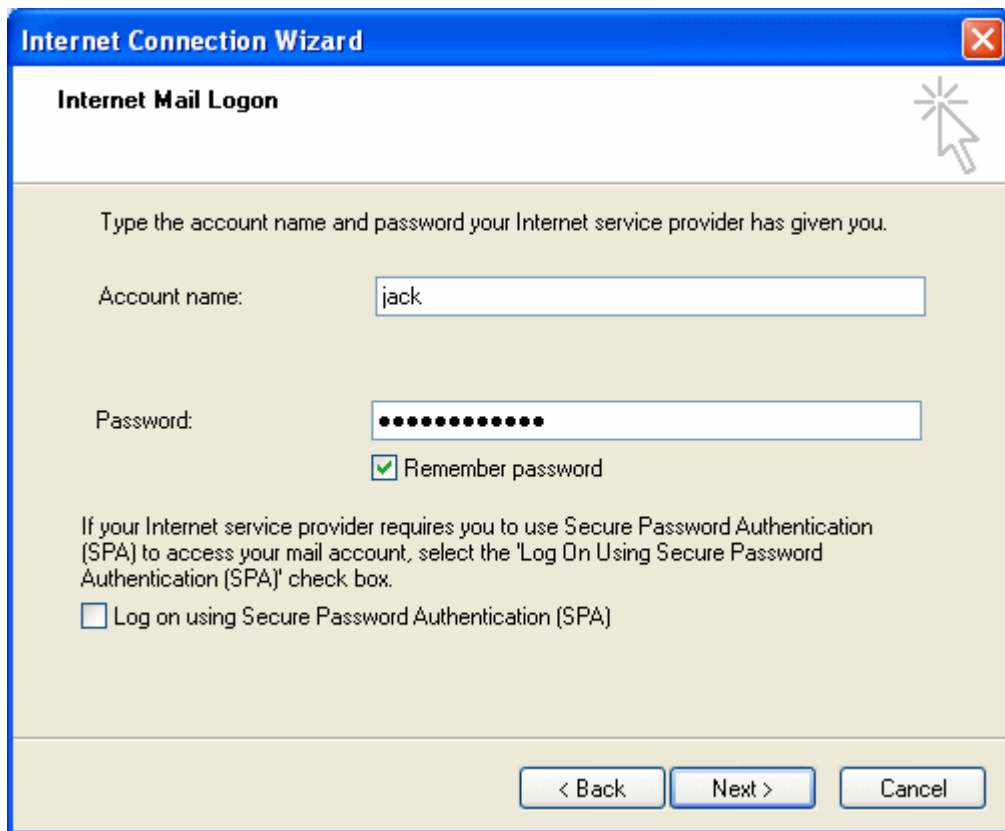 Internet Connection Wizard
Internet Mail Logon
Type the account name and password your Internet service provider has given you.
Account name: jack
Password: ••••••••••••
Remember password
If your Internet service provider requires you to use Secure Password Authentication
(SPA) to access your mail account, select the 'Log On Using Secure Password
Authentication (SPA)' check box.
Log on using Secure Password Authentication (SPA)
< Back Next > Cancel